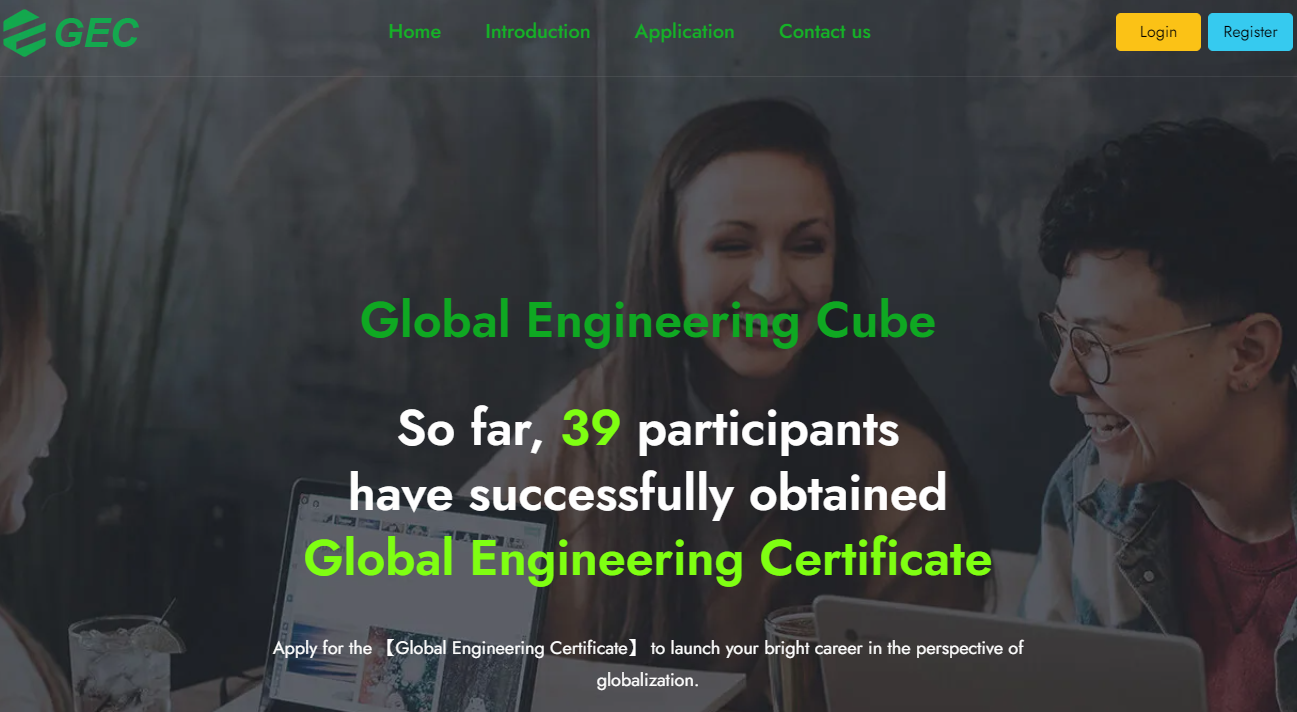 GEC
Home
Introduction
Application
Contact us
Login
Register
Global Engineering Cube
So far, 39 participants
have successfully obtained
Global Engineering Certificate
Apply for the 【Global Engineering Certificate】 to launch your bright career in the perspective of
globalization.